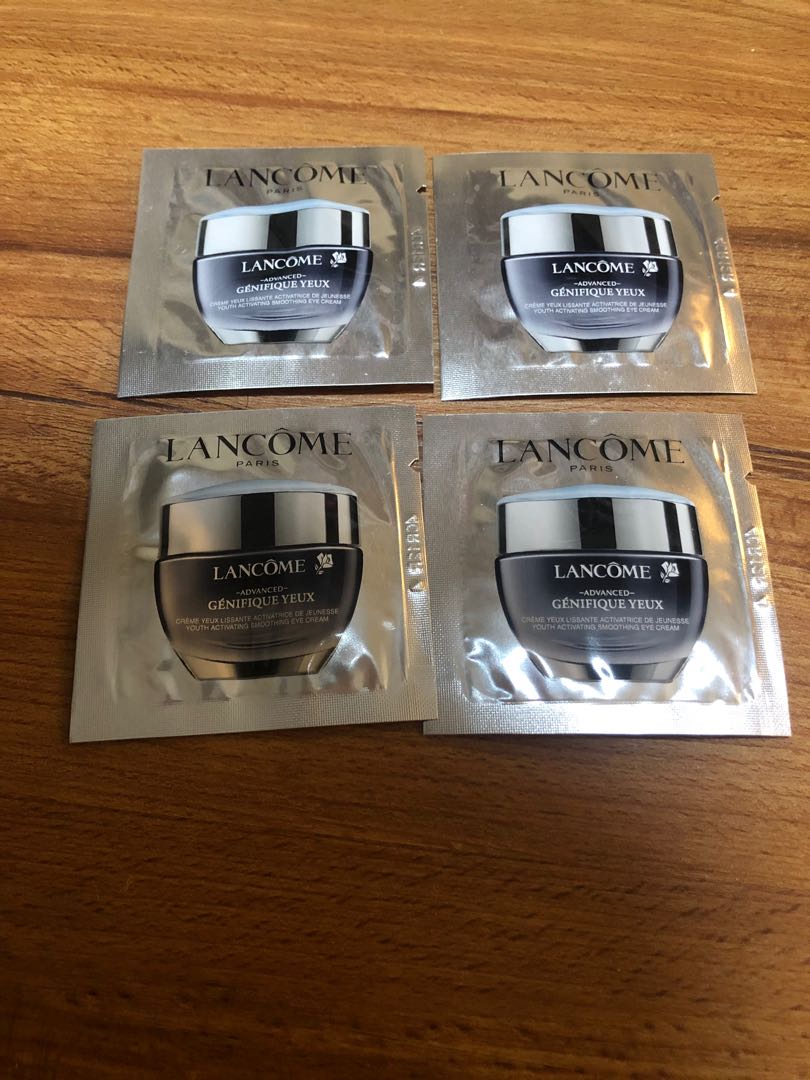 LANCÔME
PARIS
LANCÔME
–ADVANCED–
GÉNIFIQUE YEUX
CRÈME YEUX LISSANTE ACTIVATRICE DE JEUNESSE
YOUTH ACTIVATING SMOOTHING EYE CREAM
LANCÔME
PARIS
LANCÔME
–ADVANCED–
GÉNIFIQUE YEUX
CRÈME YEUX LISSANTE ACTIVATRICE DE JEUNESSE
YOUTH ACTIVATING SMOOTHING EYE CREAM
LANCÔME
PARIS
LANCÔME
–ADVANCED–
GÉNIFIQUE YEUX
CRÈME YEUX LISSANTE ACTIVATRICE DE JEUNESSE
YOUTH ACTIVATING SMOOTHING EYE CREAM
LANCÔME
PARIS
LANCÔME
–ADVANCED–
GÉNIFIQUE YEUX
CRÈME YEUX LISSANTE ACTIVATRICE DE JEUNESSE
YOUTH ACTIVATING SMOOTHING EYE CREAM